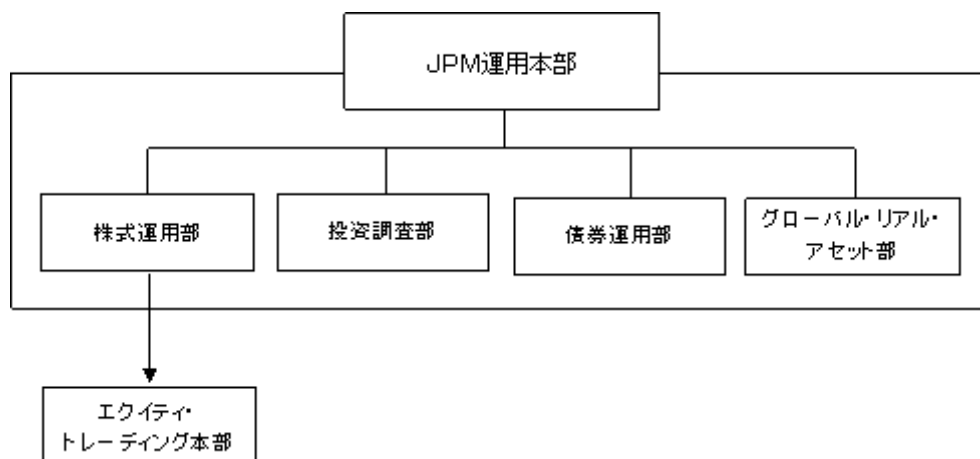 JPM運用本部
株式運用部
投資調査部
債券運用部
グローバル・リアル・
アセット部
エクイティ・
トレーディング本部